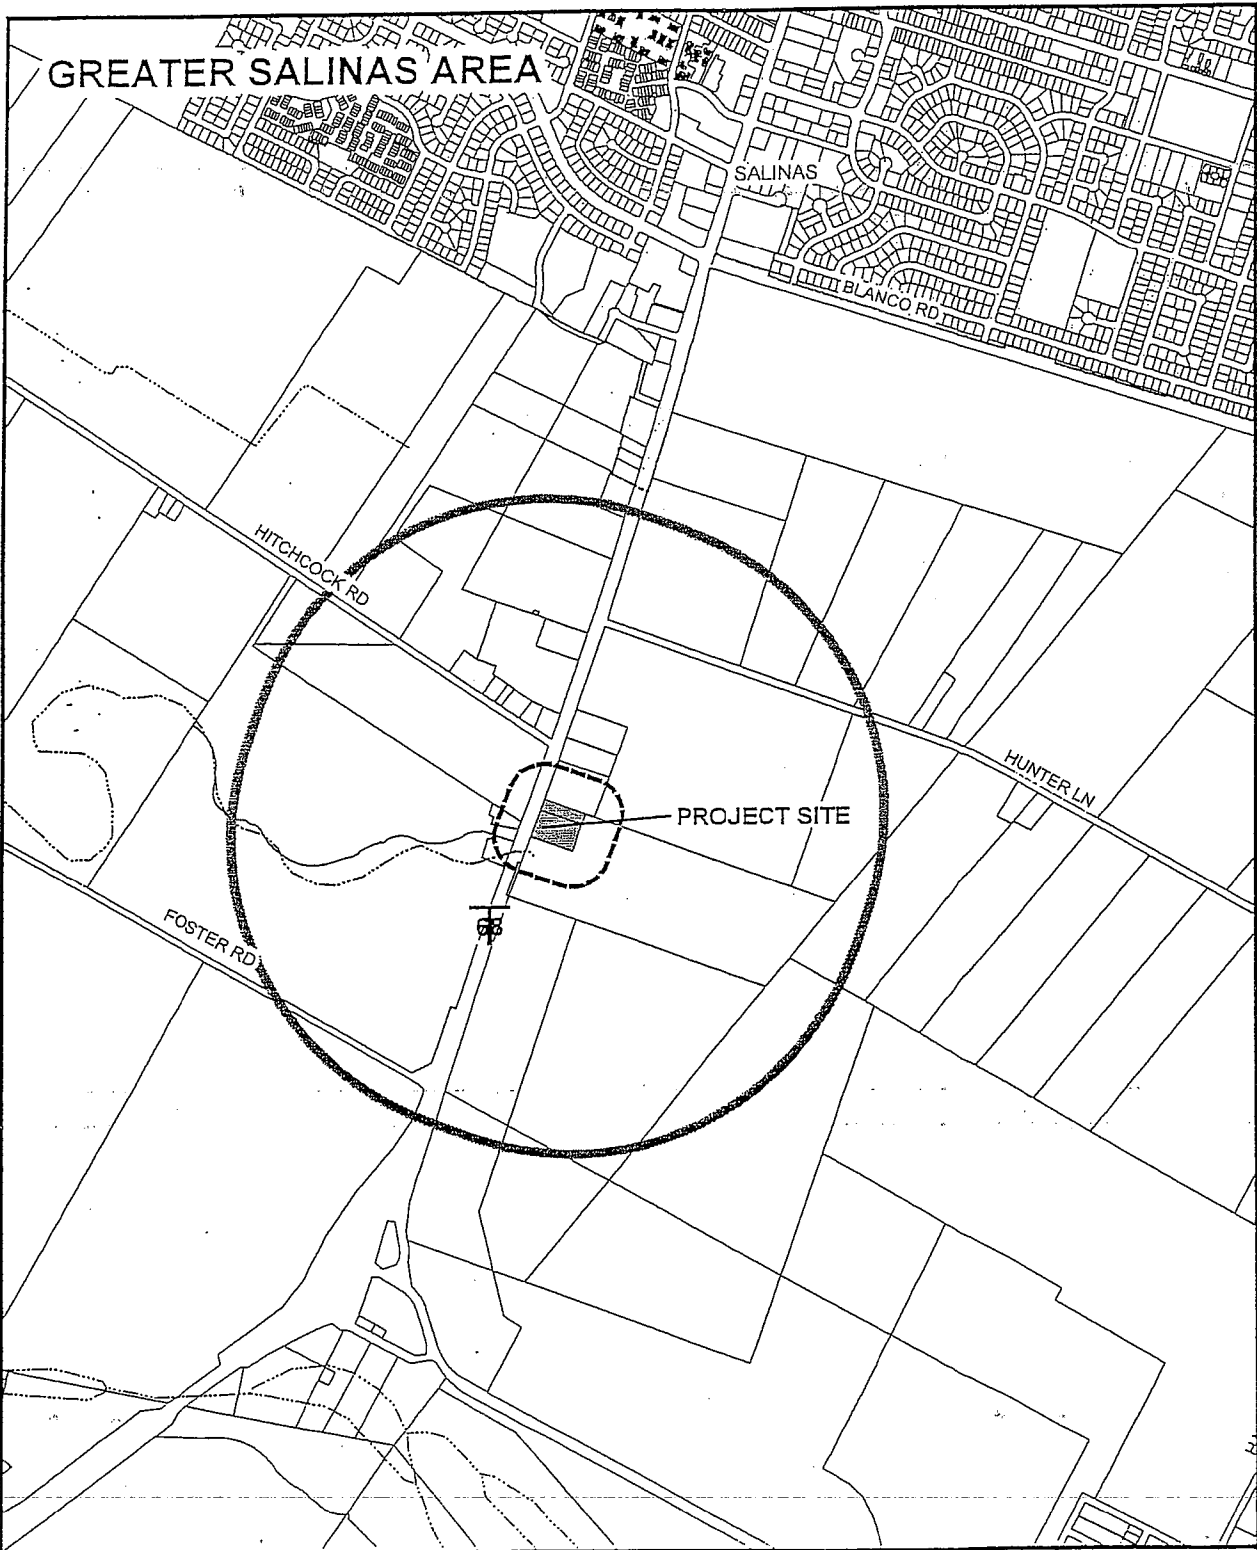 GREATER SALINAS AREA
SALINAS
BLANCO RD
HITCHCOCK RD
HUNTER LN
PROJECT SITE
FOSTER RD
68